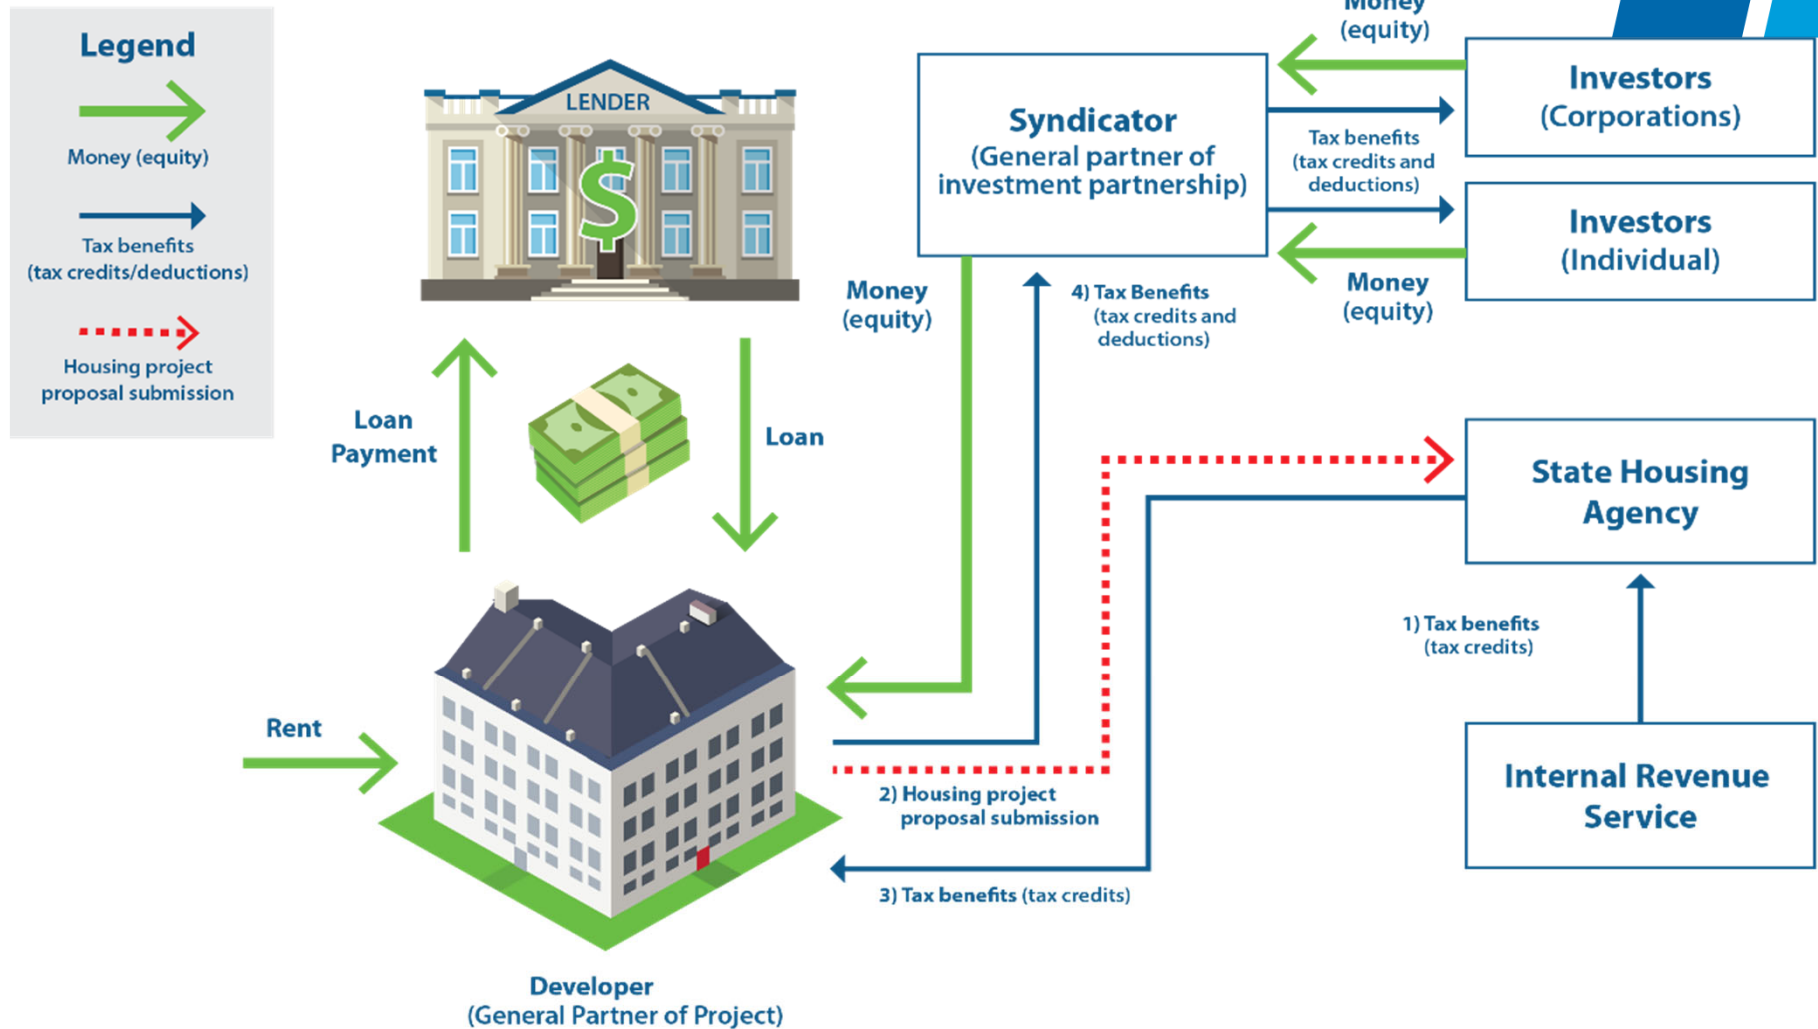 Legend
Money (equity)
Tax benefits
(tax credits/deductions)
Housing project
proposal submission
LENDER
$
Loan
Payment
Loan
Rent
Developer
(General Partner of Project)
Syndicator
(General partner of
investment partnership)
Money
(equity)
Money
(equity)
Tax benefits
(tax credits and
deductions)
Money
(equity)
Investors
(Corporations)
Investors
(Individual)
4) Tax Benefits
(tax credits and
deductions)
State Housing
Agency
1) Tax benefits
(tax credits)
Internal Revenue
Service
2) Housing project
proposal submission
3) Tax benefits (tax credits)